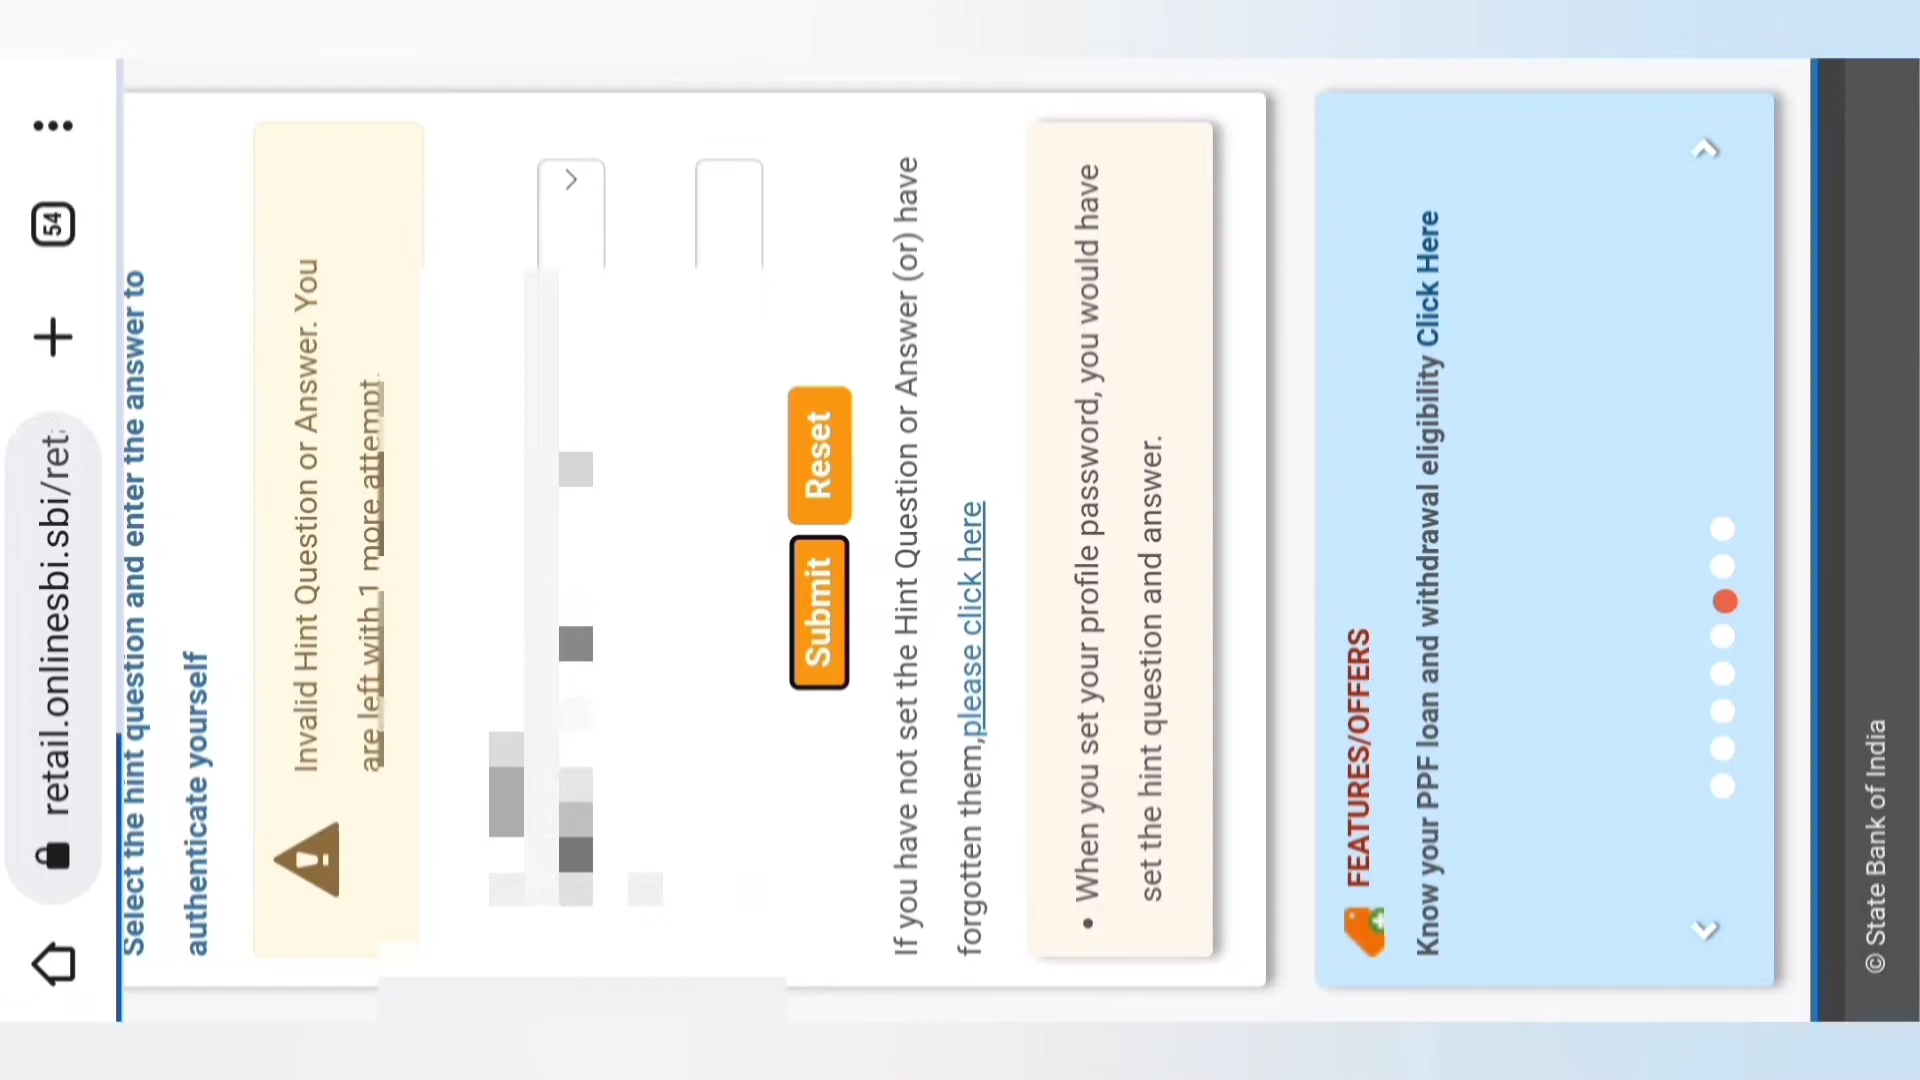 retail.onlinesbi.sbi/ret
54
Select the hint question and enter the answer to
authenticate yourself
Invalid Hint Question or Answer. You
are left with 1 more attempt.
Submit Reset
If you have not set the Hint Question or Answer (or) have
forgotten them,please click here
• When you set your profile password, you would have
set the hint question and answer.
FEATURES/OFFERS
Know your PPF loan and withdrawal eligibility Click Here
© State Bank of India